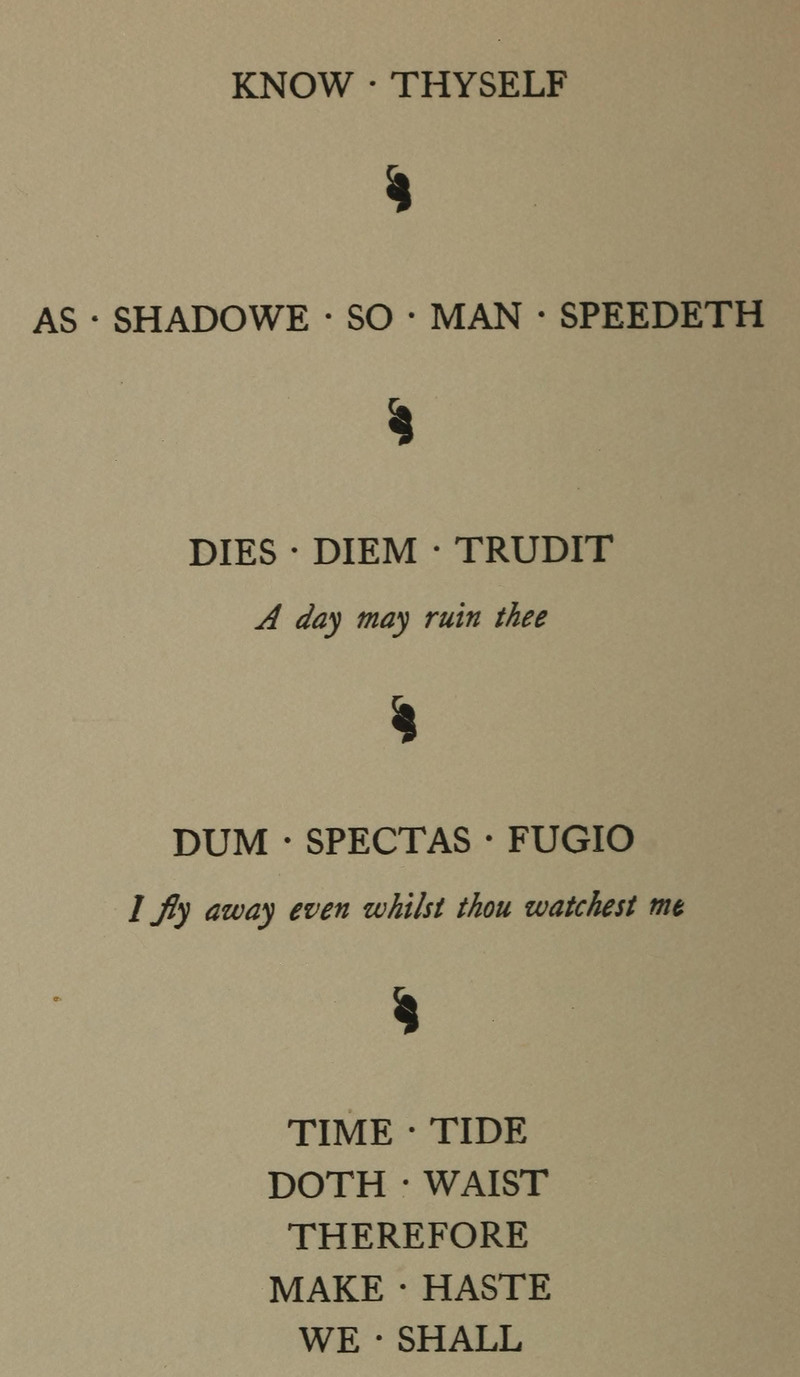 KNOW · THYSELF
AS · SHADOWE · SO · MAN · SPEEDETH
DIES · DIEM · TRUDIT
A day may ruin thee
DUM · SPECTAS · FUGIO
I fly away even whilst thou watchest me
TIME · TIDE
DOTH · WAIST
THEREFORE
MAKE · HASTE
WE · SHALL